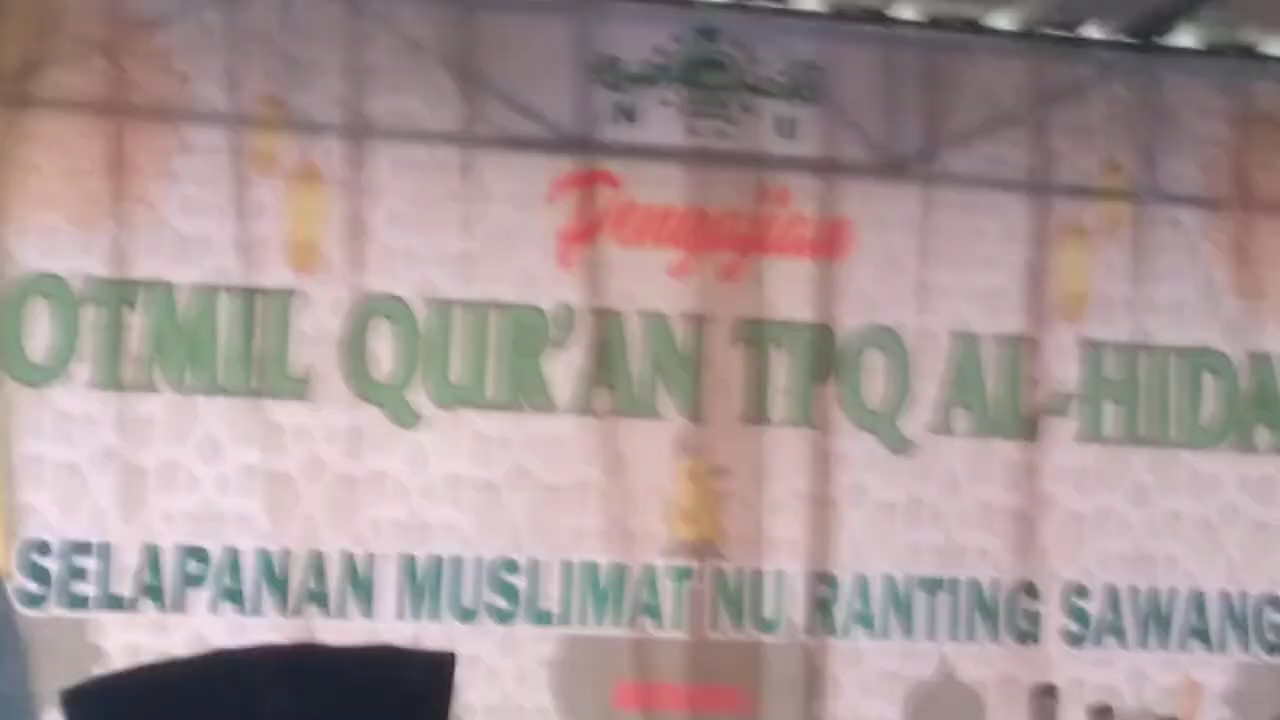 N U
Pengajian
OTMIL QUR'AN TPQ AL-HIDA
SELAPANAN MUSLIMAT NU RANTING SAWANG